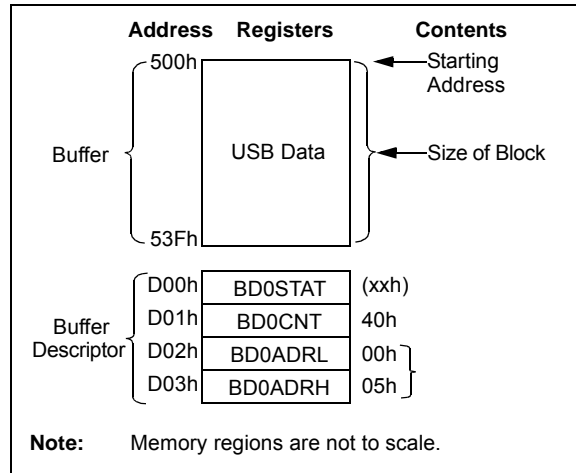 Address Registers Contents
500h
Starting
Address
Buffer
USB Data
Size of Block
53Fh
D00h BD0STAT (xxh)
D01h BD0CNT 40h
Buffer
Descriptor
D02h BD0ADRL 00h
D03h BD0ADRH 05h
Note: Memory regions are not to scale.